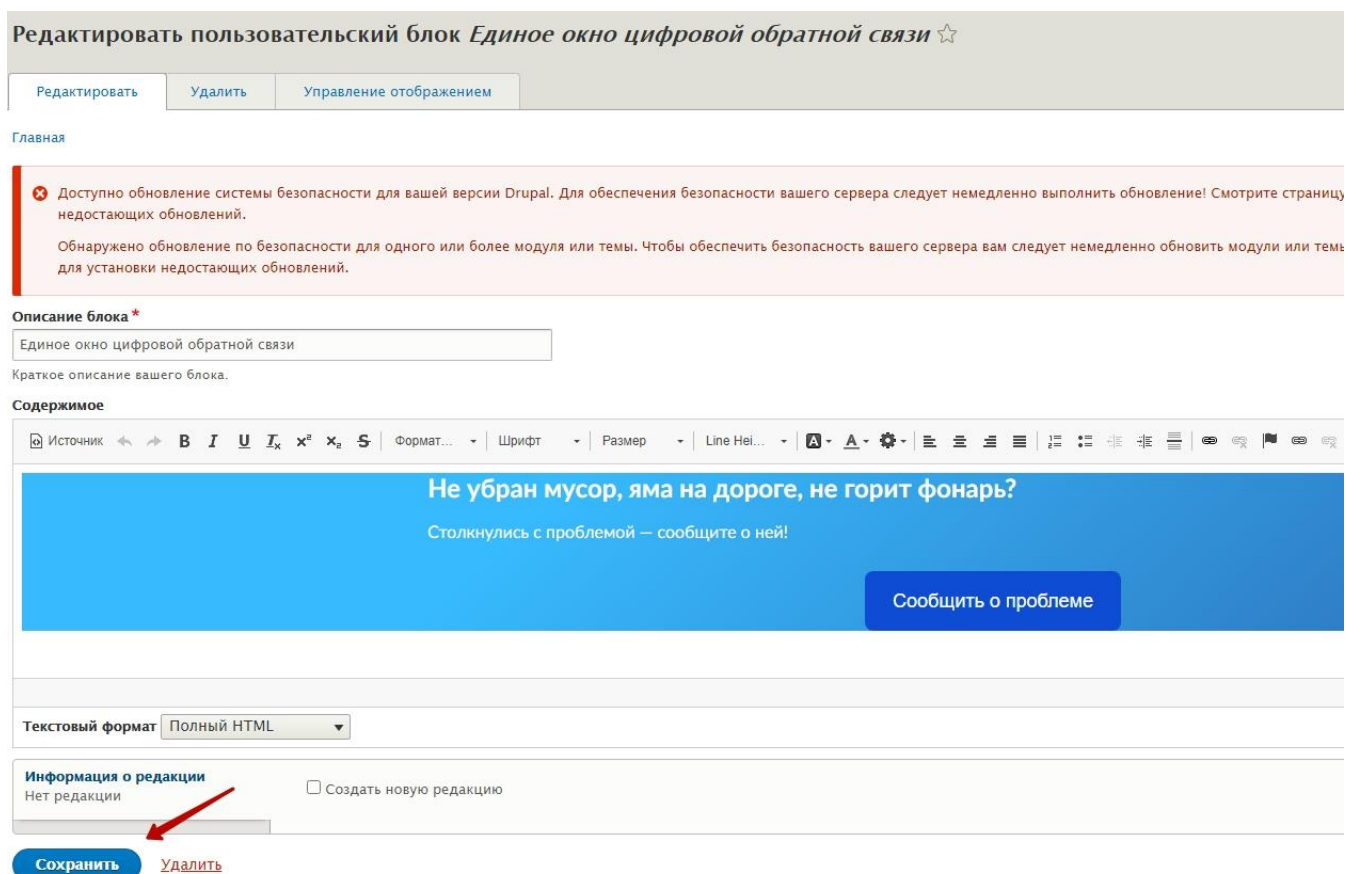 Редактировать пользовательский блок Единое окно цифровой обратной связи
Редактировать Удалить Управление отображением
Главная
Доступно обновление системы безопасности для вашей версии Drupal. Для обеспечения безопасности вашего сервера следует немедленно выполнить обновление! Смотрите страницу
недостающих обновлений.
Обнаружено обновление по безопасности для одного или более модуля или темы. Чтобы обеспечить безопасность вашего сервера вам следует немедленно обновить модули или темы
для установки недостающих обновлений.
Описание блока *
Единое окно цифровой обратной связи
Краткое описание вашего блока.
Содержимое
Источник B I U Ix x² x₂ S Формат... Шрифт Размер Line Hei... A A
Не убран мусор, яма на дороге, не горит фонарь?
Столкнулись с проблемой — сообщите о ней!
Сообщить о проблеме
Текстовый формат Полный HTML
Информация о редакции
Нет редакции
Создать новую редакцию
Сохранить Удалить